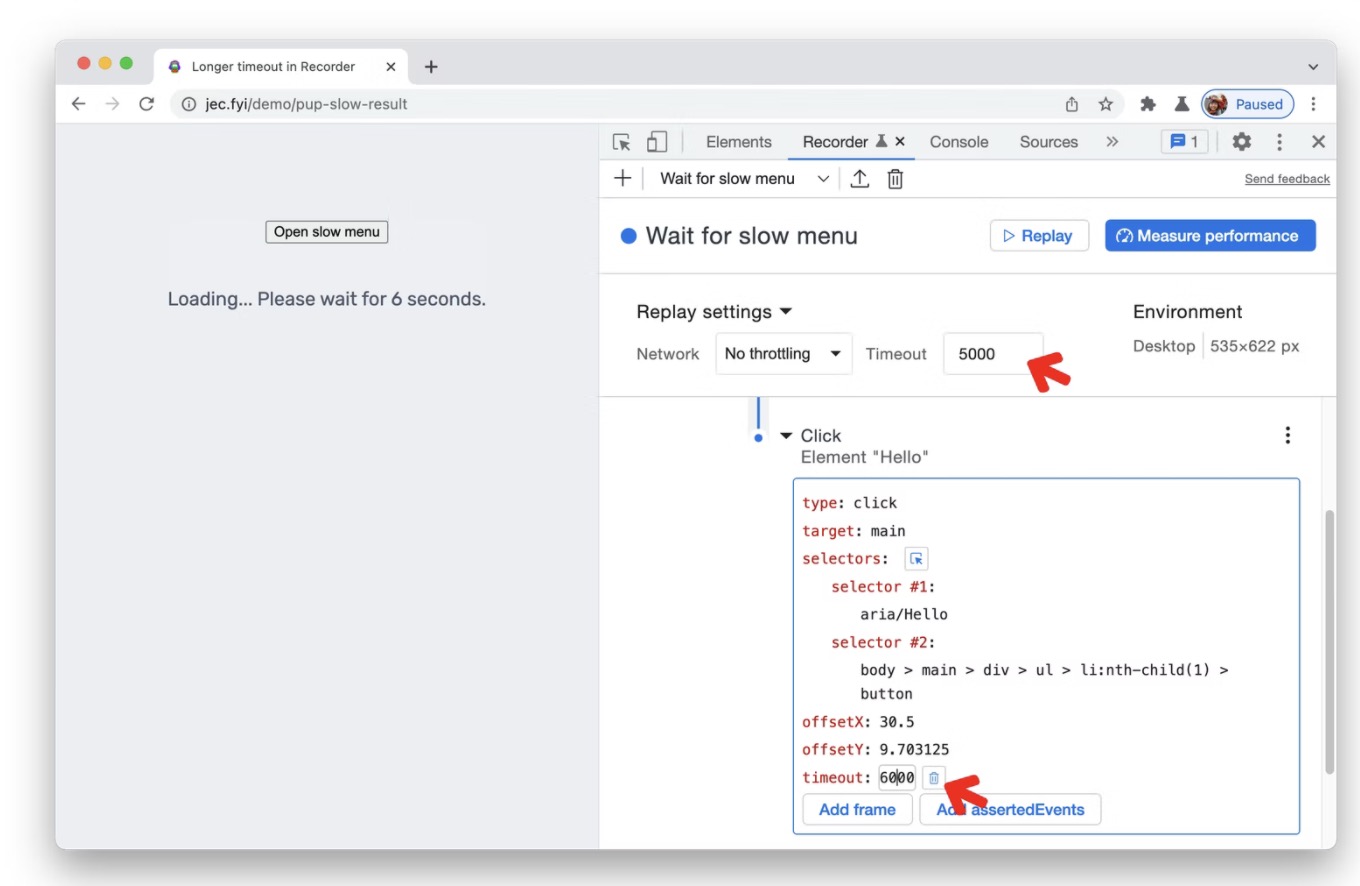 Longer timeout in Recorder
jec.fyi/demo/pup-slow-result
Paused
Elements Recorder Console Sources 1
Wait for slow menu
Send feedback
Open slow menu
Loading... Please wait for 6 seconds.
Wait for slow menu
Replay
Measure performance
Replay settings
Environment
Network No throttling Timeout 5000
Desktop 535×622 px
Click
Element "Hello"
type: click
target: main
selectors:
selector #1:
aria/Hello
selector #2:
body > main > div > ul > li:nth-child(1) >
button
offsetX: 30.5
offsetY: 9.703125
timeout: 6000
Add frame Add assertedEvents